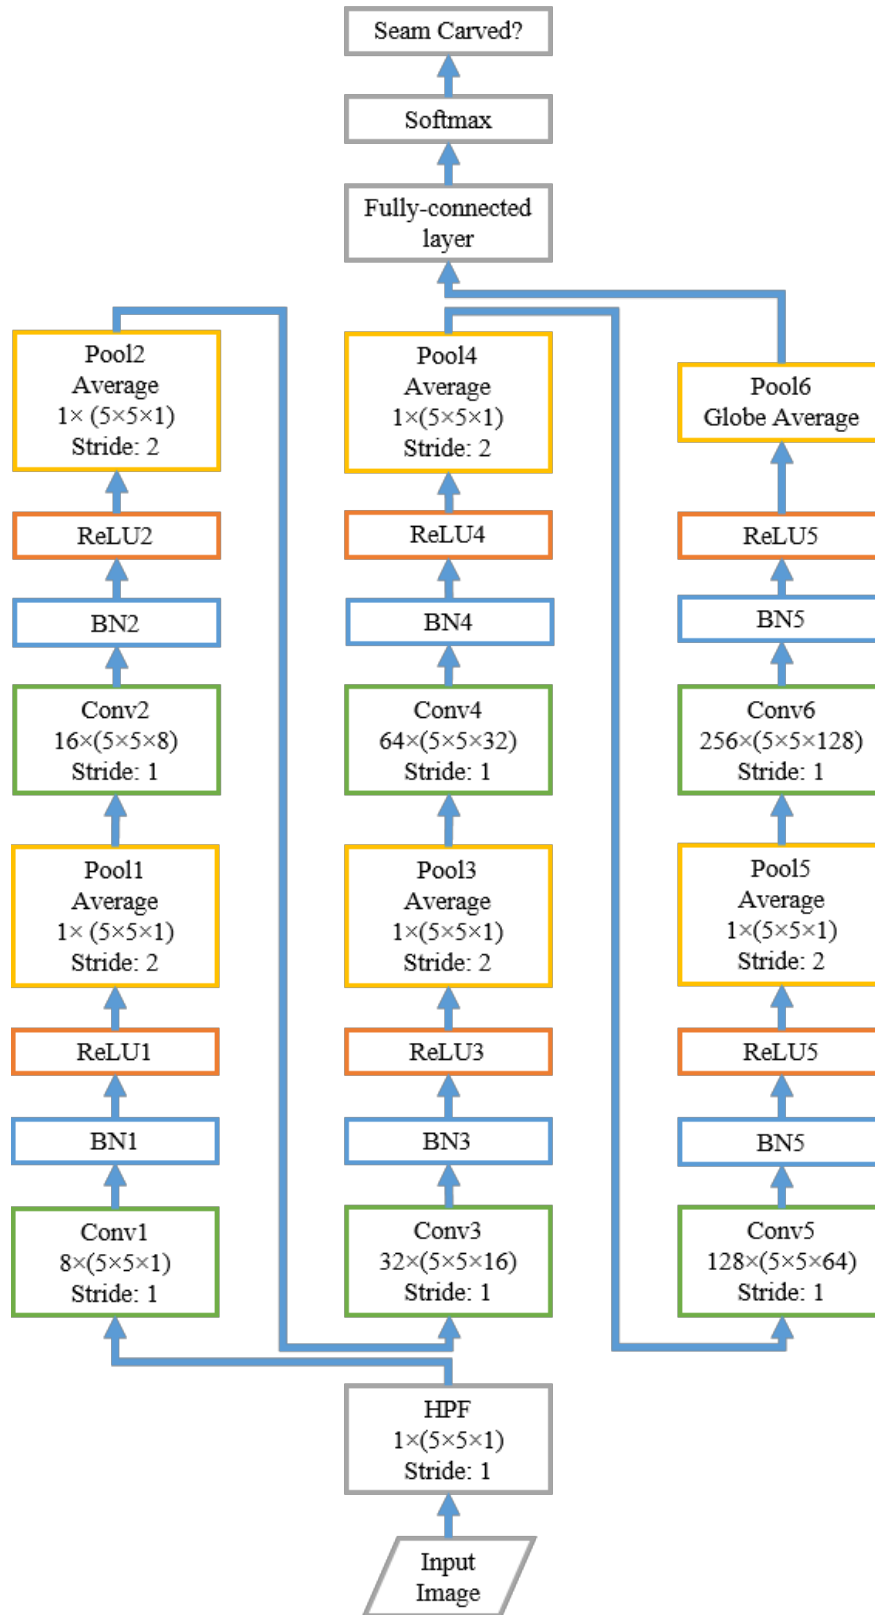 Seam Carved?
Softmax
Fully-connected
layer
Pool2
Average
1× (5×5×1)
Stride: 2
ReLU2
BN2
Conv2
16×(5×5×8)
Stride: 1
Pool1
Average
1× (5×5×1)
Stride: 2
ReLU1
BN1
Conv1
8×(5×5×1)
Stride: 1
Pool4
Average
1×(5×5×1)
Stride: 2
ReLU4
BN4
Conv4
64×(5×5×32)
Stride: 1
Pool3
Average
1×(5×5×1)
Stride: 2
ReLU3
BN3
Conv3
32×(5×5×16)
Stride: 1
Pool6
Globe Average
ReLU5
BN5
Conv6
256×(5×5×128)
Stride: 1
Pool5
Average
1×(5×5×1)
Stride: 2
ReLU5
BN5
Conv5
128×(5×5×64)
Stride: 1
HPF
1×(5×5×1)
Stride: 1
Input
Image